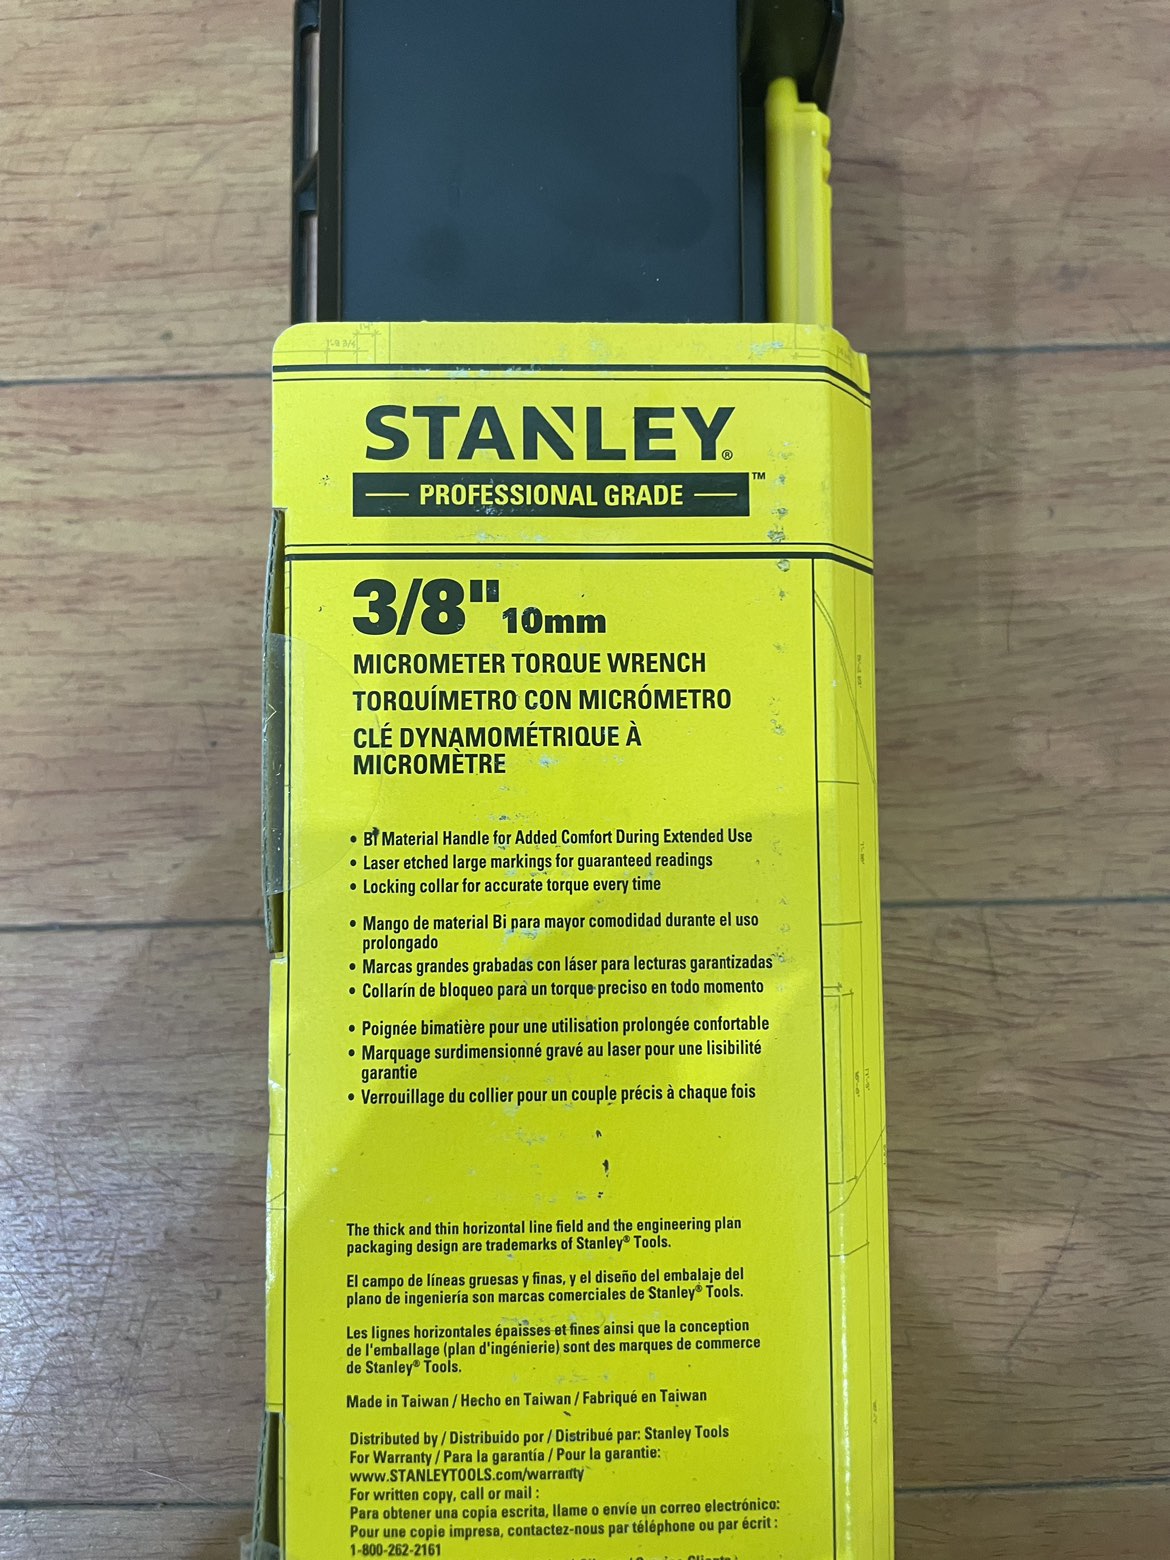 STANLEY®
PROFESSIONAL GRADE™
3/8" 10mm
MICROMETER TORQUE WRENCH
TORQUÍMETRO CON MICRÓMETRO
CLÉ DYNAMOMÉTRIQUE À
MICROMÈTRE
• Bi Material Handle for Added Comfort During Extended Use
• Laser etched large markings for guaranteed readings
• Locking collar for accurate torque every time
• Mango de material Bi para mayor comodidad durante el uso
prolongado
• Marcas grandes grabadas con láser para lecturas garantizadas
• Collarín de bloqueo para un torque preciso en todo momento
• Poignée bimatière pour une utilisation prolongée confortable
• Marquage surdimensionné gravé au laser pour une lisibilité
garantie
• Verrouillage du collier pour un couple précis à chaque fois
The thick and thin horizontal line field and the engineering plan
packaging design are trademarks of Stanley® Tools.
El campo de líneas gruesas y finas, y el diseño del embalaje del
plano de ingeniería son marcas comerciales de Stanley® Tools.
Les lignes horizontales épaisses et fines ainsi que la conception
de l'emballage (plan d'ingénierie) sont des marques de commerce
de Stanley® Tools.
Made in Taiwan / Hecho en Taiwan / Fabriqué en Taiwan
Distributed by / Distribuido por / Distribué par: Stanley Tools
For Warranty / Para la garantía / Pour la garantie:
www.STANLEYTOOLS.com/warranty
For written copy, call or mail :
Para obtener una copia escrita, llame o envíe un correo electrónico:
Pour une copie impresa, contactez-nous par téléphone ou par écrit :
1-800-262-2161